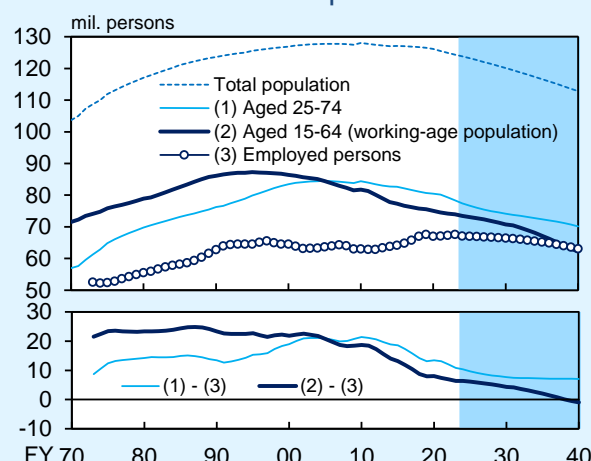 mil. persons
130
120
110
100
90
80
70
60
50
Total population
(1) Aged 25-74
(2) Aged 15-64 (working-age population)
(3) Employed persons
30
20
10
0
-10
(1) - (3)
(2) - (3)
FY 70 80 90 00 10 20 30 40